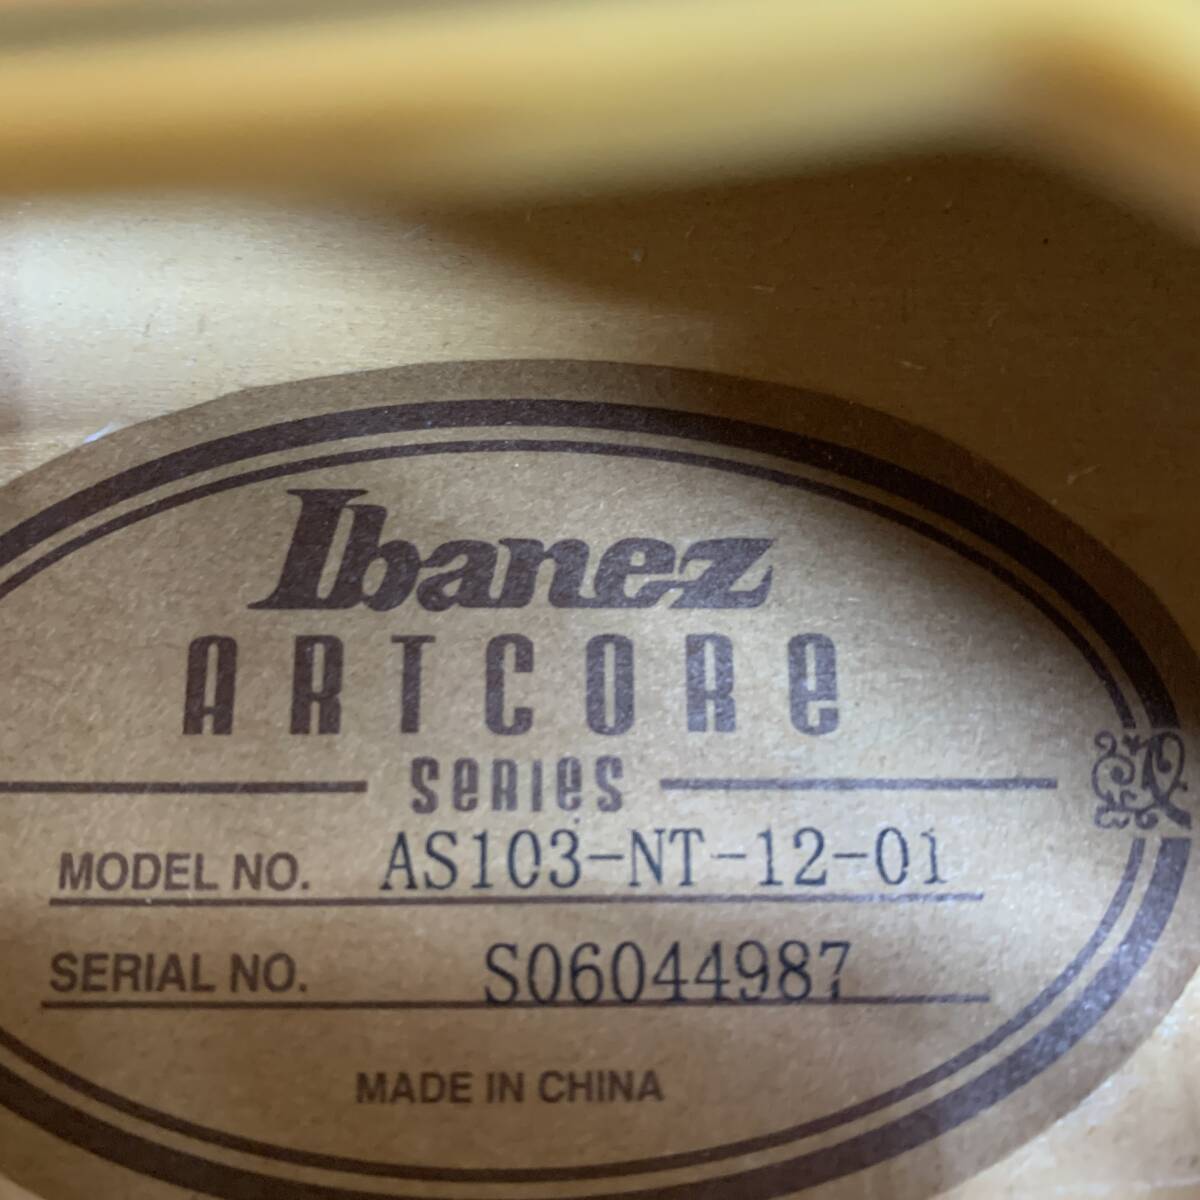 Ibanez
ARTCORE
SERIES
MODEL NO. AS103-NT-12-01
SERIAL NO. S06044987
MADE IN CHINA